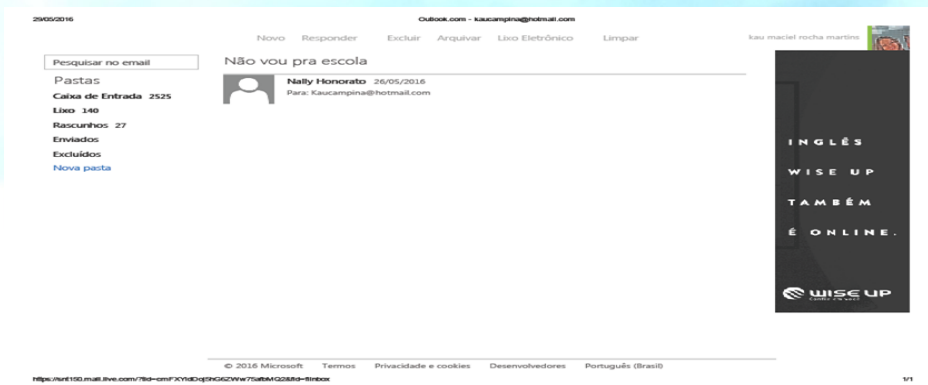 29/05/2016 Outlook.com - kaucampina@hotmail.com
Novo Responder Excluir Arquivar Lixo Eletrônico Limpar kau maciel rocha martins
Pesquisar no email
Não vou pra escola
Pastas
Caixa de Entrada 2525
Lixo 140
Rascunhos 27
Enviados
Excluídos
Nova pasta
Nally Honorato 26/05/2016
Para: Kaucampina@hotmail.com
INGLÊS
WISE UP
TAMBÉM
É ONLINE.
WISE UP
© 2016 Microsoft Termos Privacidade e cookies Desenvolvedores Português (Brasil)
1/1